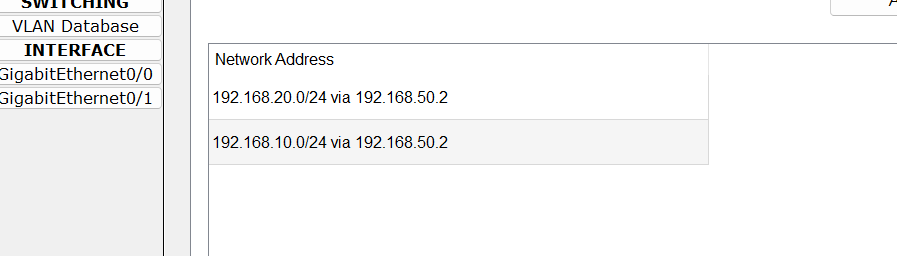 SWITCHING
VLAN Database
INTERFACE
GigabitEthernet0/0
GigabitEthernet0/1
Network Address
192.168.20.0/24 via 192.168.50.2
192.168.10.0/24 via 192.168.50.2